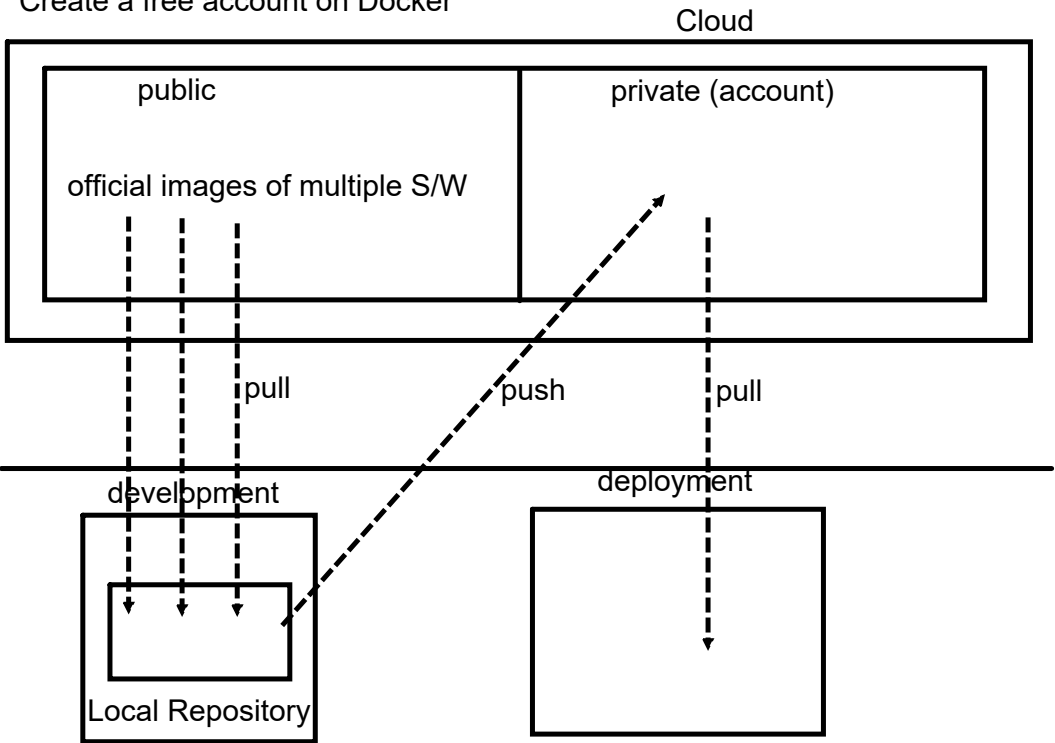 Create a free account on Docker
Cloud
public
private (account)
official images of multiple S/W
pull
push
pull
development
deployment
Local Repository